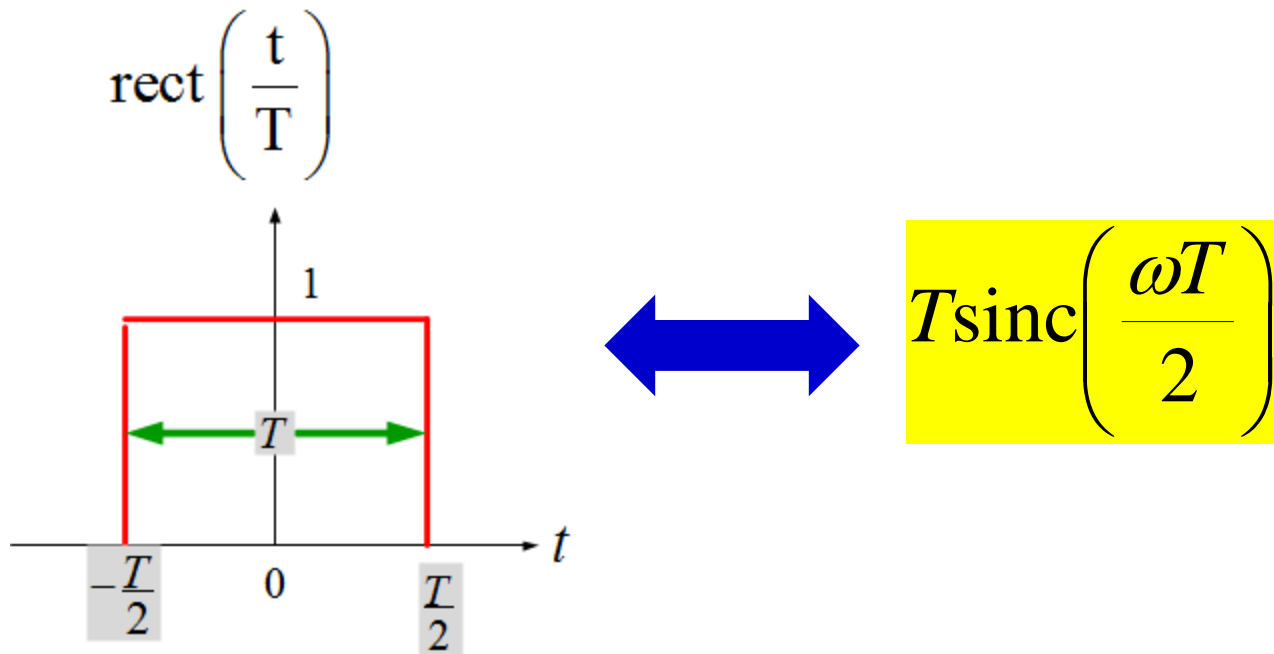 rect(t/T)
1
T
t
-T/2
0
T/2
Tsinc(ωT/2)